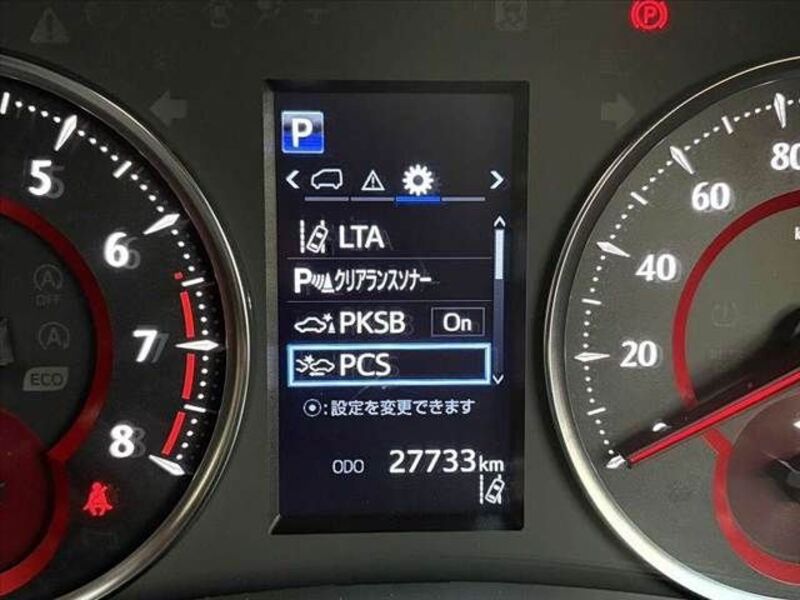 P
P
LTA
Pクリアランスソナー
PKSB On
PCS
:設定を変更できます
ODO 27733km
5
6
7
8
A
OFF
A
ECO
20
40
60
80